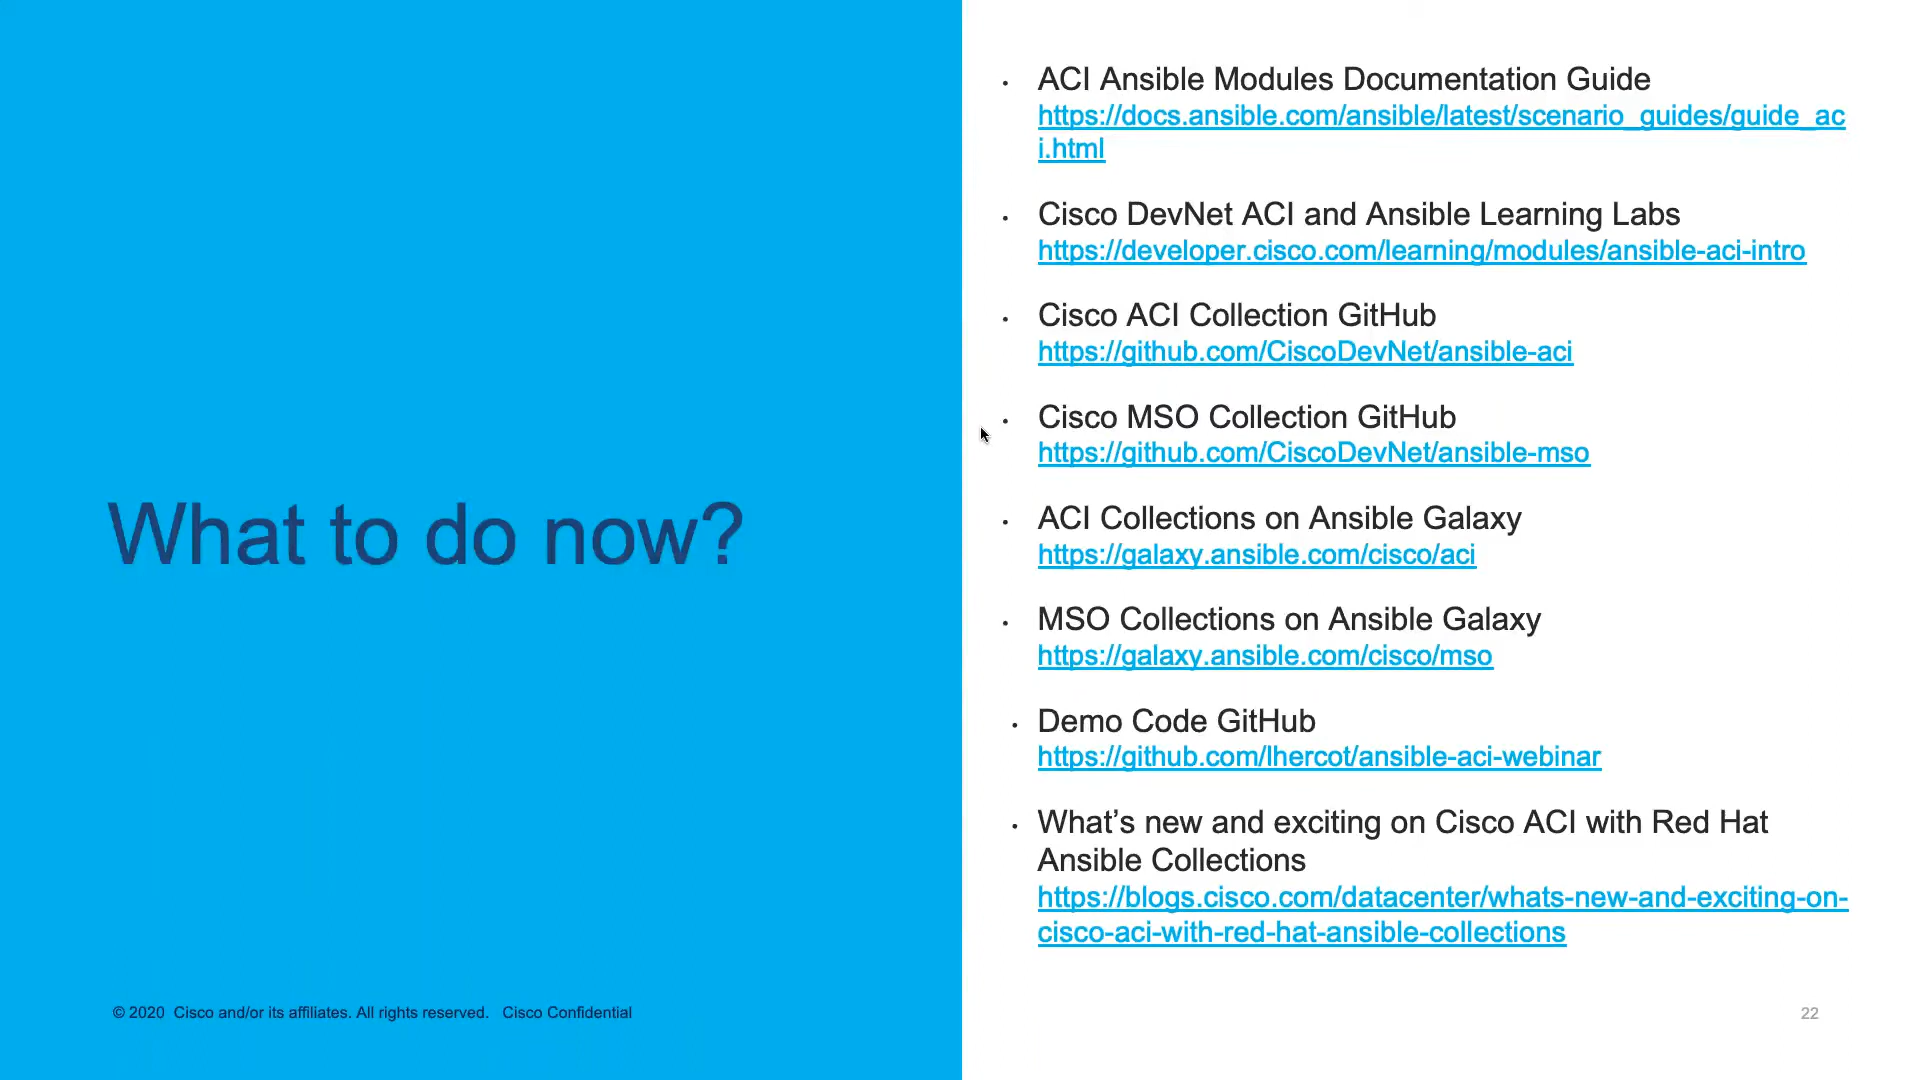 What to do now?
• ACI Ansible Modules Documentation Guide
https://docs.ansible.com/ansible/latest/scenario_guides/guide_ac
i.html
• Cisco DevNet ACI and Ansible Learning Labs
https://developer.cisco.com/learning/modules/ansible-aci-intro
• Cisco ACI Collection GitHub
https://github.com/CiscoDevNet/ansible-aci
• Cisco MSO Collection GitHub
https://github.com/CiscoDevNet/ansible-mso
• ACI Collections on Ansible Galaxy
https://galaxy.ansible.com/cisco/aci
• MSO Collections on Ansible Galaxy
https://galaxy.ansible.com/cisco/mso
• Demo Code GitHub
https://github.com/lhercot/ansible-aci-webinar
• What’s new and exciting on Cisco ACI with Red Hat
Ansible Collections
https://blogs.cisco.com/datacenter/whats-new-and-exciting-on-
cisco-aci-with-red-hat-ansible-collections
© 2020 Cisco and/or its affiliates. All rights reserved. Cisco Confidential
22